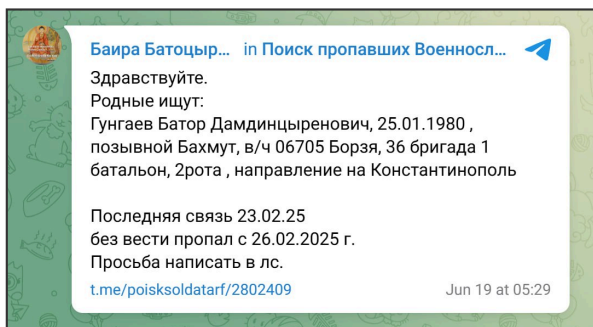 Баира Батоцыр... in Поиск пропавших Военносл...
Здравствуйте.
Родные ищут:
Гунгаев Батор Дамдинцыренович, 25.01.1980 ,
позывной Бахмут, в/ч 06705 Борзя, 36 бригада 1
батальон, 2рота , направление на Константинополь
Последняя связь 23.02.25
без вести пропал с 26.02.2025 г.
Просьба написать в лс.
t.me/poisksoldatarf/2802409 Jun 19 at 05:29